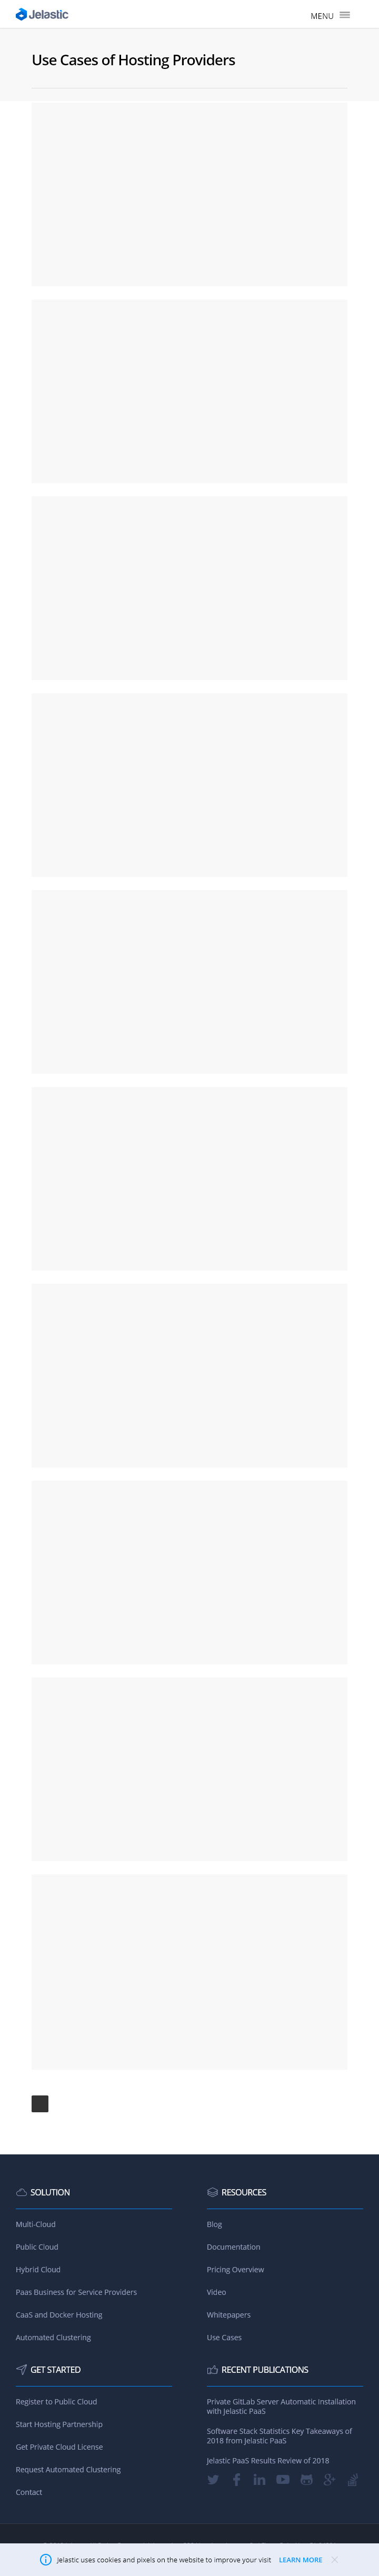 Jelastic
MENU
Use Cases of Hosting Providers
SOLUTION
Multi-Cloud
Public Cloud
Hybrid Cloud
Paas Business for Service Providers
CaaS and Docker Hosting
Automated Clustering
RESOURCES
Blog
Documentation
Pricing Overview
Video
Whitepapers
Use Cases
GET STARTED
Register to Public Cloud
Start Hosting Partnership
Get Private Cloud License
Request Automated Clustering
Contact
RECENT PUBLICATIONS
Private GitLab Server Automatic Installation
with Jelastic PaaS
Software Stack Statistics Key Takeaways of
2018 from Jelastic PaaS
Jelastic PaaS Results Review of 2018
Jelastic uses cookies and pixels on the website to improve your visit LEARN MORE